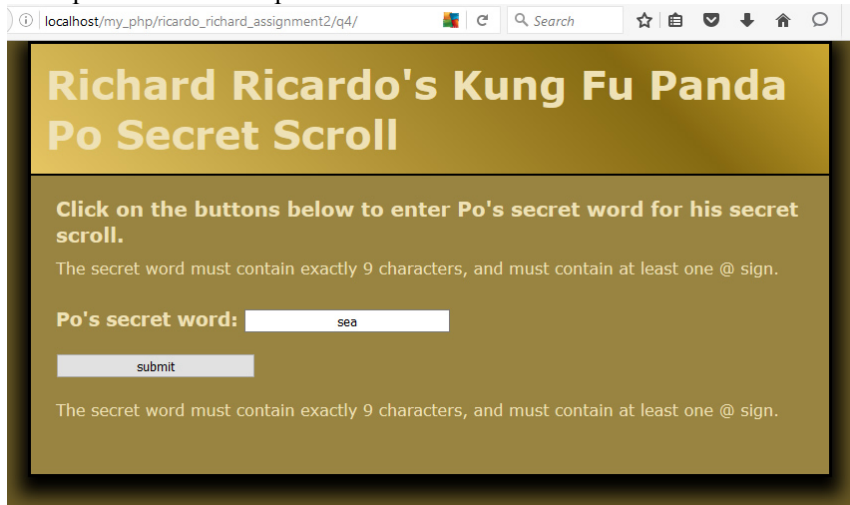 localhost/my_php/ricardo_richard_assignment2/q4/
Search
Richard Ricardo's Kung Fu Panda
Po Secret Scroll
Click on the buttons below to enter Po's secret word for his secret
scroll.
The secret word must contain exactly 9 characters, and must contain at least one @ sign.
Po's secret word: sea
submit
The secret word must contain exactly 9 characters, and must contain at least one @ sign.